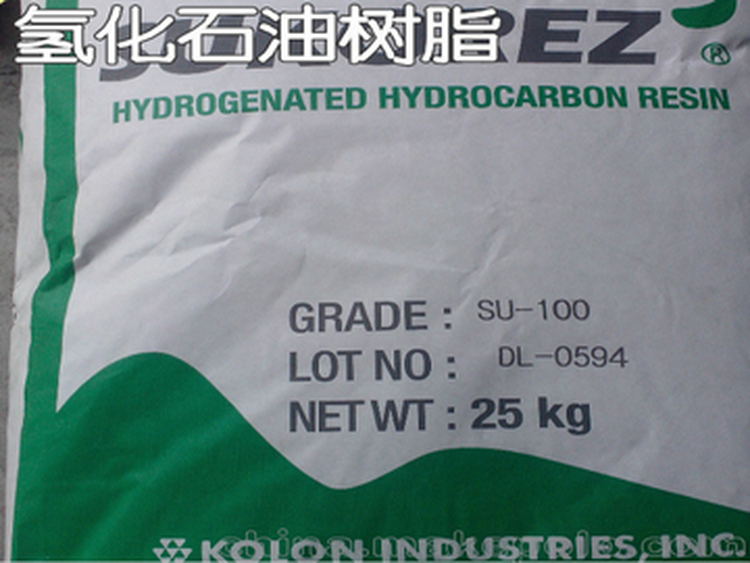 氢化石油树脂
®
HYDROGENATED HYDROCARBON RESIN
GRADE : SU-100
LOT NO : DL-0594
NET WT : 25 kg
KOLON INDUSTRIES, INC.